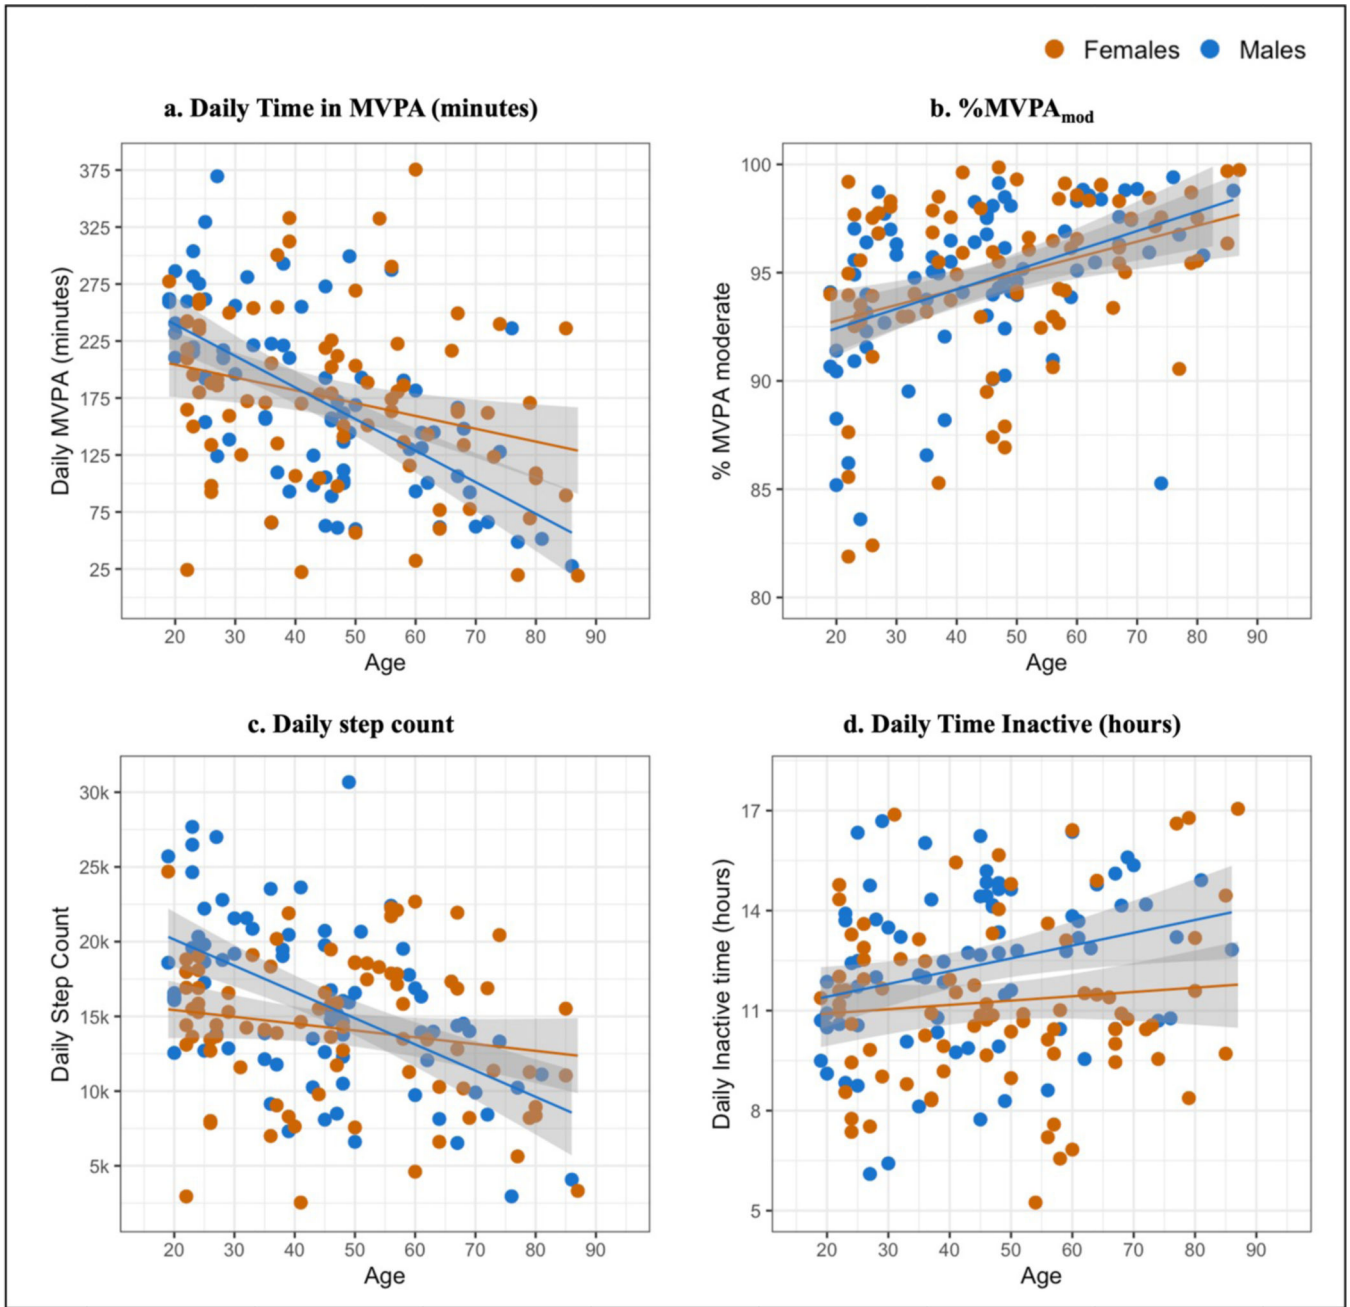 Females Males
a. Daily Time in MVPA (minutes)
Daily MVPA (minutes)
375
325
275
225
175
125
75
25
20 30 40 50 60 70 80 90
Age
b. %MVPAmod
% MVPA moderate
100
95
90
85
80
20 30 40 50 60 70 80 90
Age
c. Daily step count
Daily Step Count
30k
25k
20k
15k
10k
5k
20 30 40 50 60 70 80 90
Age
d. Daily Time Inactive (hours)
Daily Inactive time (hours)
17
14
11
8
5
20 30 40 50 60 70 80 90
Age